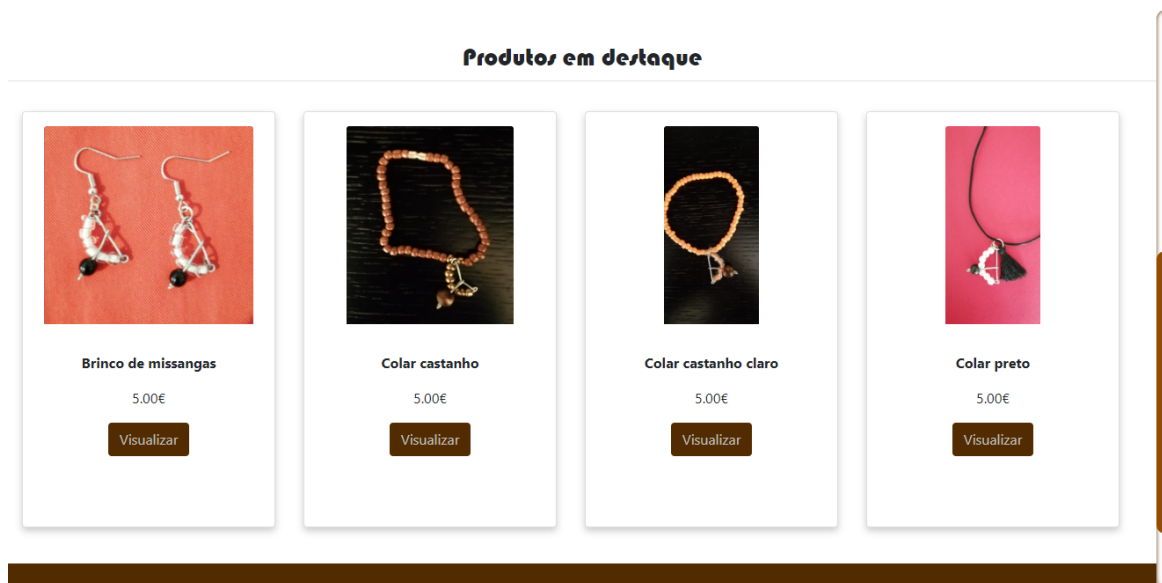 Produtos em destaque
Brinco de missangas
5.00€
Visualizar
Colar castanho
5.00€
Visualizar
Colar castanho claro
5.00€
Visualizar
Colar preto
5.00€
Visualizar